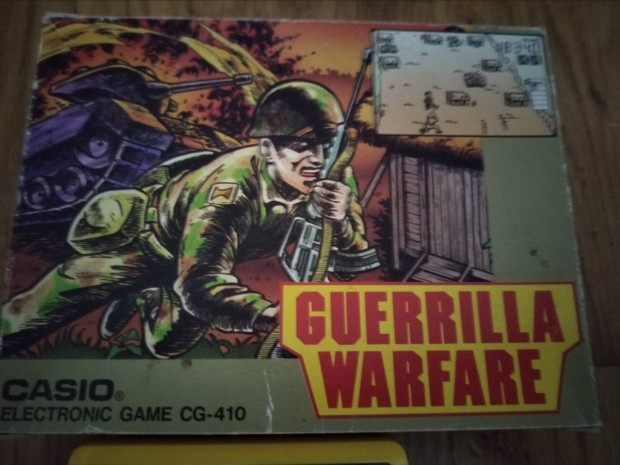 GUERRILLA
WARFARE
CASIO®
ELECTRONIC GAME CG-410